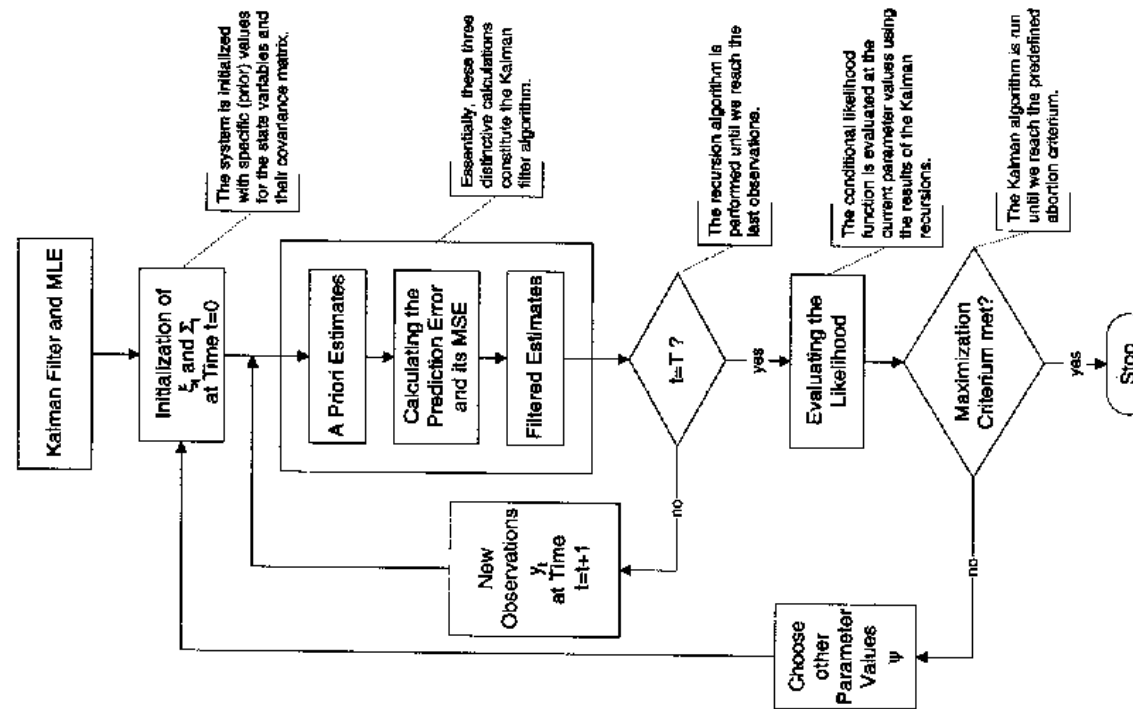 Kalman Filter and MLE
Initialization of
ξt and Σt
at Time t=0
The system is initialized
with specific (prior) values
for the state variables and
their covariance matrix.
A Priori Estimates
Calculating the
Prediction Error
and its MSE
Filtered Estimates
Essentially, these three
distinctive calculations
constitute the Kalman
filter algorithm.
New
Observations
yt
at Time
t=t+1
no
t=T ?
yes
The recursion algorithm is
performed until we reach the
last observations.
Evaluating the
Likelihood
The conditional likelihood
function is evaluated at the
current parameter values using
the results of the Kalman
recursions.
Choose
other
Parameter
Values
ψ
no
Maximization
Criterium met?
yes
The Kalman algorithm is run
until we reach the predefined
abortion criterium.
Stop